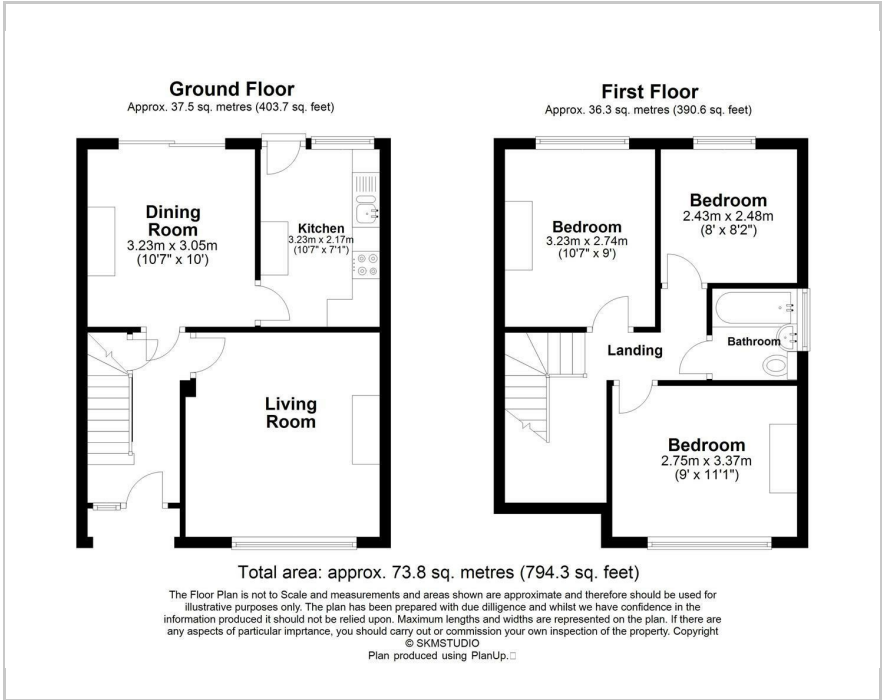 Ground Floor
Approx. 37.5 sq. metres (403.7 sq. feet)
Dining
Room
3.23m x 3.05m
(10'7" x 10')
Kitchen
3.23m x 2.17m
(10'7" x 7'1")
Living
Room
First Floor
Approx. 36.3 sq. metres (390.6 sq. feet)
Bedroom
3.23m x 2.74m
(10'7" x 9')
Bedroom
2.43m x 2.48m
(8' x 8'2")
Landing
Bathroom
Bedroom
2.75m x 3.37m
(9' x 11'1")
Total area: approx. 73.8 sq. metres (794.3 sq. feet)
The Floor Plan is not to Scale and measurements and areas shown are approximate and therefore should be used for
illustrative purposes only. The plan has been prepared with due dilligence and whilst we have confidence in the
information produced it should not be relied upon. Maximum lengths and widths are represented on the plan. If there are
any aspects of particular imprtance, you should carry out or commission your own inspection of the property. Copyright
© SKMSTUDIO
Plan produced using PlanUp.